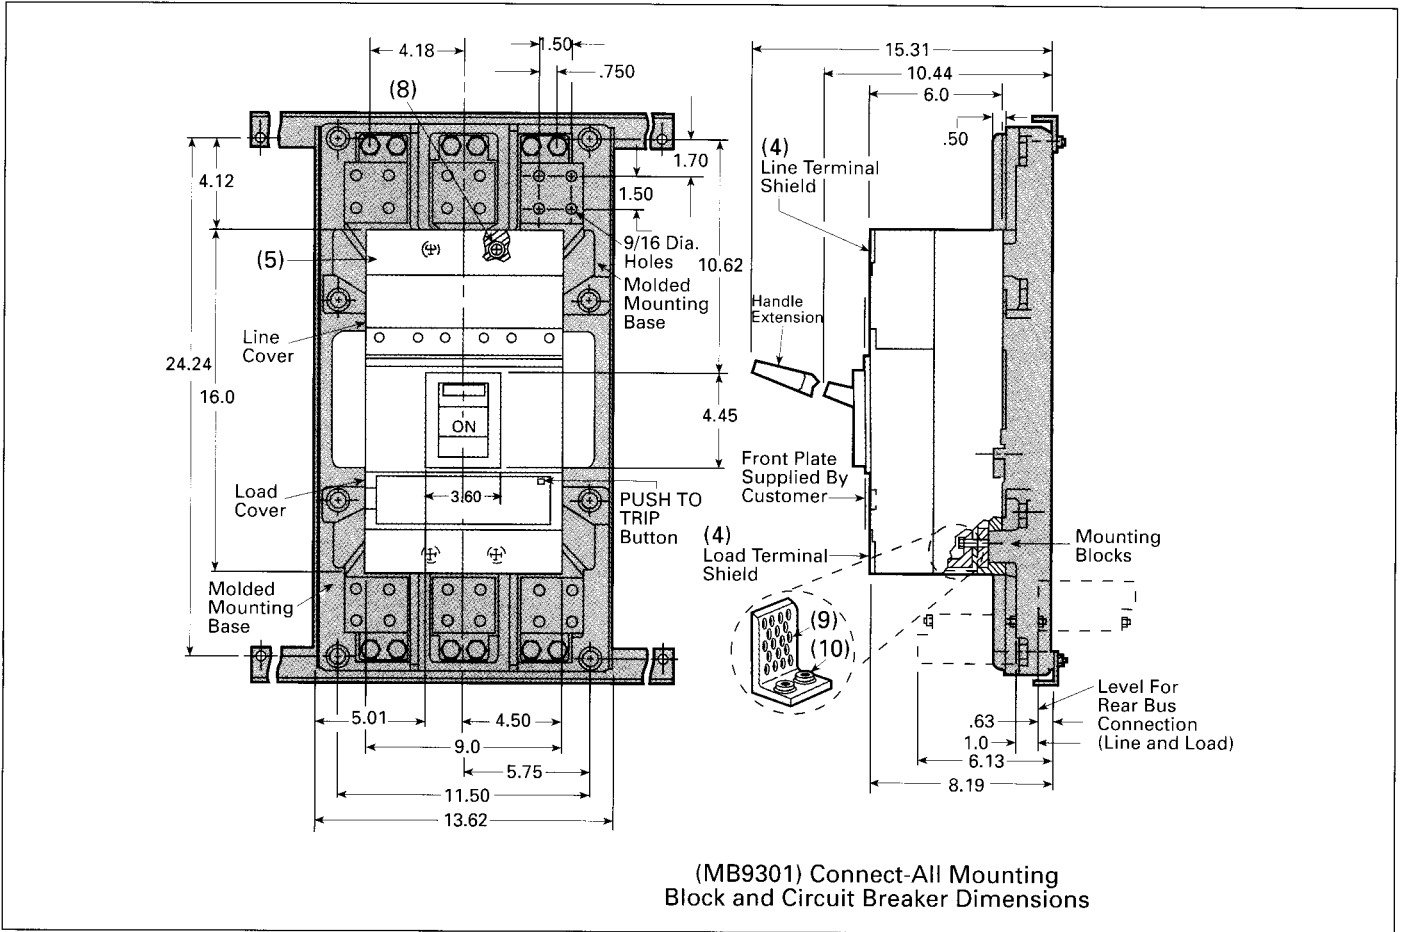 4.18
1.50
.750
(8)
4.12
1.70
1.50
9/16 Dia.
Holes
10.62
Molded
Mounting
Base
(5)
Line
Cover
24.24
16.0
ON
4.45
Load
Cover
3.60
PUSH TO
TRIP
Button
Molded
Mounting
Base
5.01
4.50
9.0
5.75
11.50
13.62
15.31
10.44
6.0
.50
(4)
Line Terminal
Shield
Handle
Extension
Front Plate
Supplied By
Customer
(4)
Load Terminal
Shield
Mounting
Blocks
(9)
(10)
Level For
Rear Bus
Connection
(Line and Load)
.63
1.0
6.13
8.19
(MB9301) Connect-All Mounting
Block and Circuit Breaker Dimensions